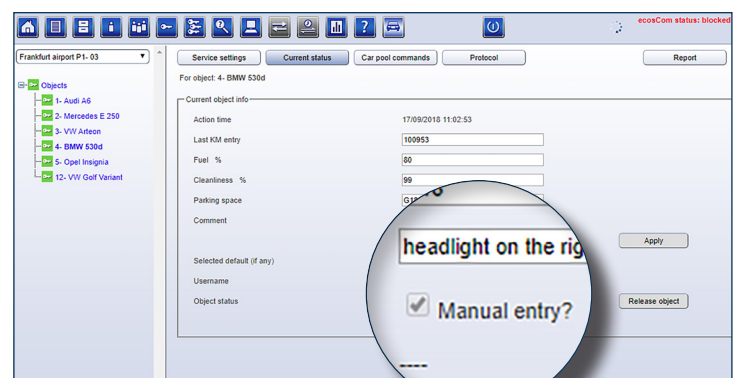 ecosCom status: blocked
Frankfurt airport P1- 03
Service settings
Current status
Car pool commands
Protocol
Report
For object: 4- BMW 530d
Objects
1- Audi A6
2- Mercedes E 250
3- VW Arteon
4- BMW 530d
5- Opel Insignia
12- VW Golf Variant
Current object info
Action time 17/09/2018 11:02:53
Last KM entry 100953
Fuel % 80
Cleanliness % 99
Parking space
Comment
headlight on the rig
Apply
Selected default (if any)
Username
Manual entry?
Object status
Release object
----